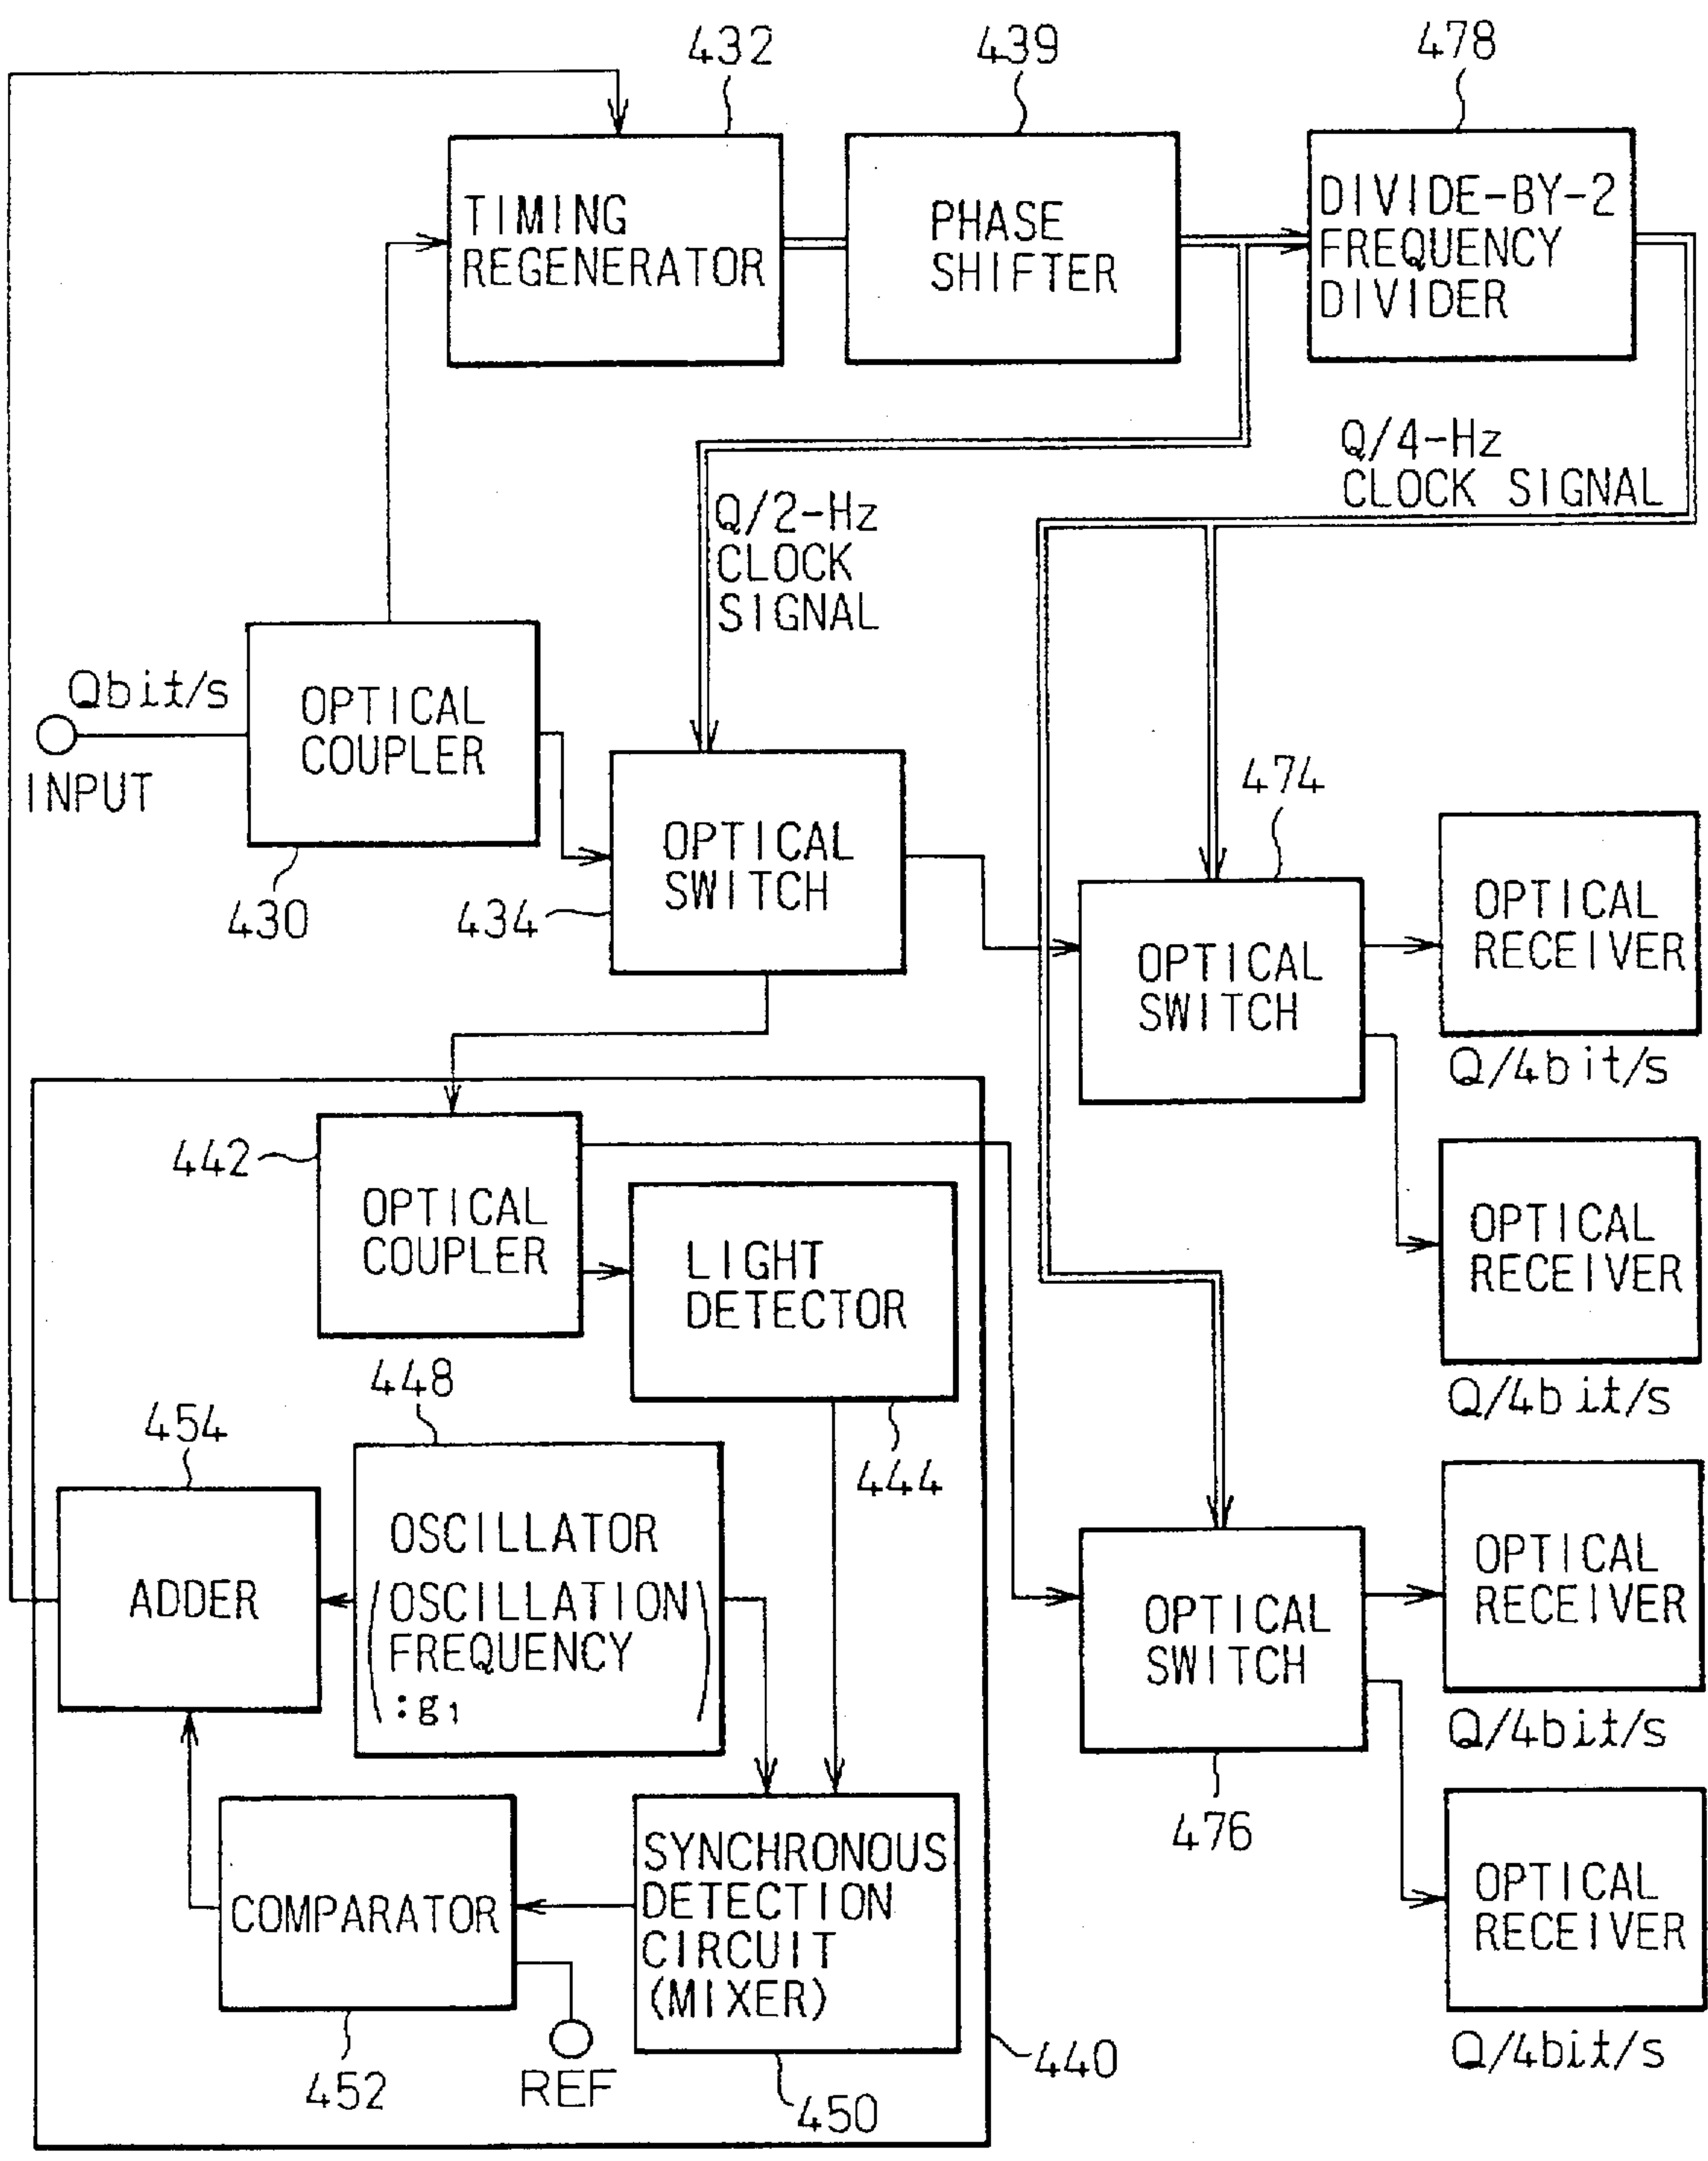 432
439
478
TIMING
REGENERATOR
PHASE
SHIFTER
DIVIDE-BY-2
FREQUENCY
DIVIDER
Q/4-Hz
CLOCK SIGNAL
Q/2-Hz
CLOCK
SIGNAL
Qbit/s
INPUT
OPTICAL
COUPLER
430
434
OPTICAL
SWITCH
474
OPTICAL
SWITCH
OPTICAL
RECEIVER
Q/4bit/s
442
OPTICAL
COUPLER
LIGHT
DETECTOR
444
OPTICAL
RECEIVER
Q/4bit/s
448
454
ADDER
OSCILLATOR
(OSCILLATION
FREQUENCY
:g₁)
OPTICAL
SWITCH
476
OPTICAL
RECEIVER
Q/4bit/s
COMPARATOR
452
REF
SYNCHRONOUS
DETECTION
CIRCUIT
(MIXER)
450
440
OPTICAL
RECEIVER
Q/4bit/s